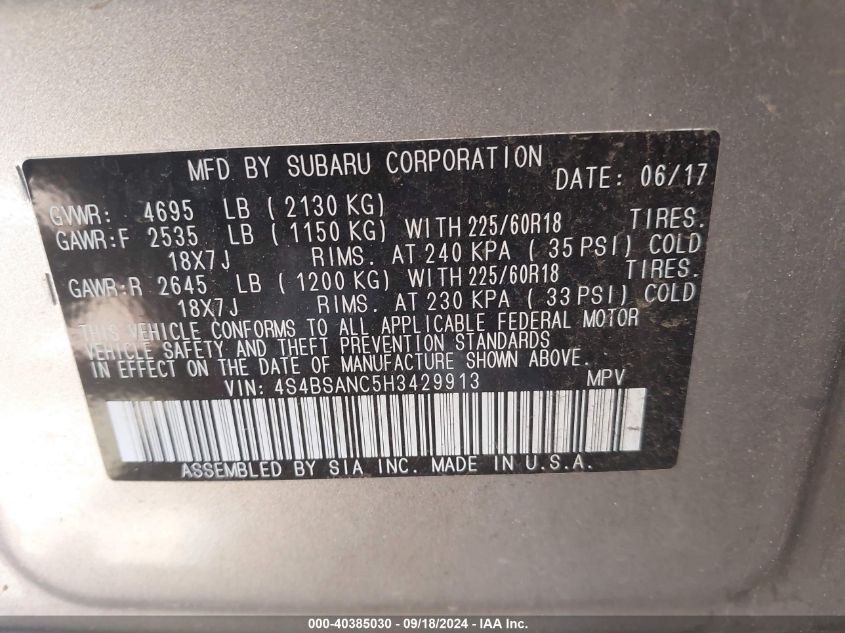 MFD BY SUBARU CORPORATION DATE: 06/17
GVWR: 4695 LB ( 2130 KG)
GAWR:F 2535 LB ( 1150 KG) WITH 225/60R18 TIRES.
18X7J RIMS. AT 240 KPA ( 35 PSI) COLD
GAWR:R 2645 LB ( 1200 KG) WITH 225/60R18 TIRES.
18X7J RIMS. AT 230 KPA ( 33 PSI) COLD
THIS VEHICLE CONFORMS TO ALL APPLICABLE FEDERAL MOTOR
VEHICLE SAFETY AND THEFT PREVENTION STANDARDS
IN EFFECT ON THE DATE OF MANUFACTURE SHOWN ABOVE.
VIN: 4S4BSANC5H3429913 MPV
ASSEMBLED BY SIA INC. MADE IN U.S.A.
000-40385030 - 09/18/2024 - IAA Inc.